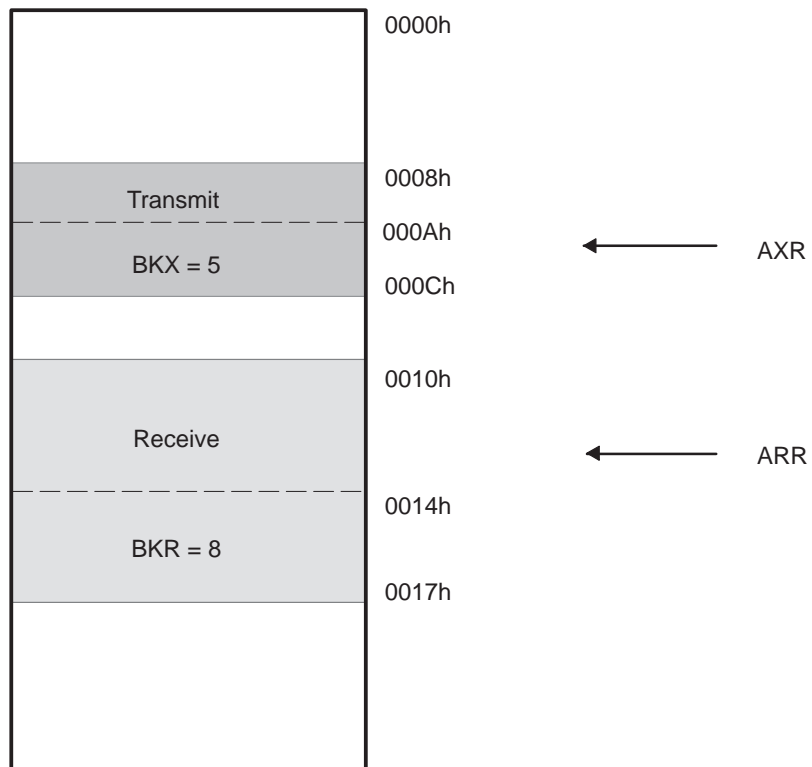 0000h
0008h
Transmit
000Ah
AXR
BKX = 5
000Ch
0010h
Receive
ARR
0014h
BKR = 8
0017h